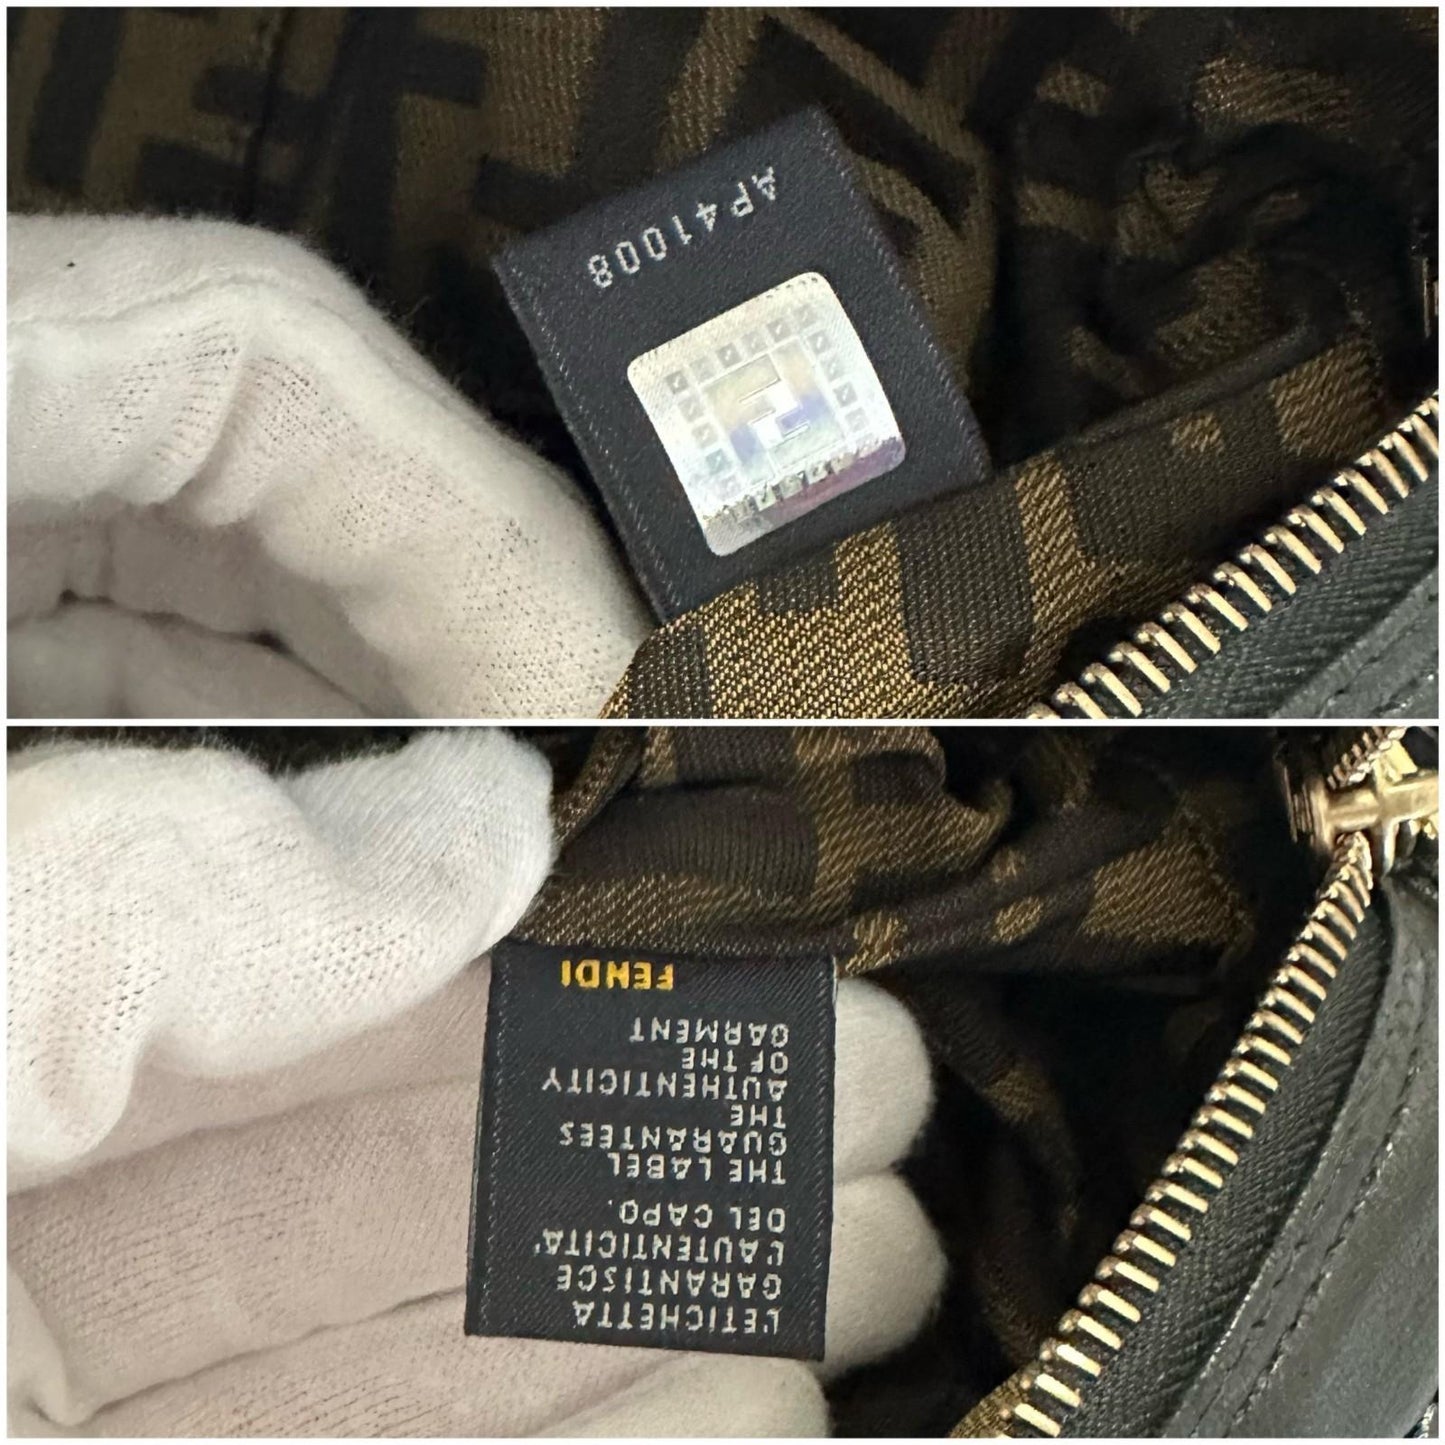 AP41008
L'ETICHETTA
GARANTISCE
L'AUTENTICITA'
DEL CAPO.
THE LABEL
GUARANTEES
THE
AUTHENTICITY
OF THE
GARMENT
FENDI